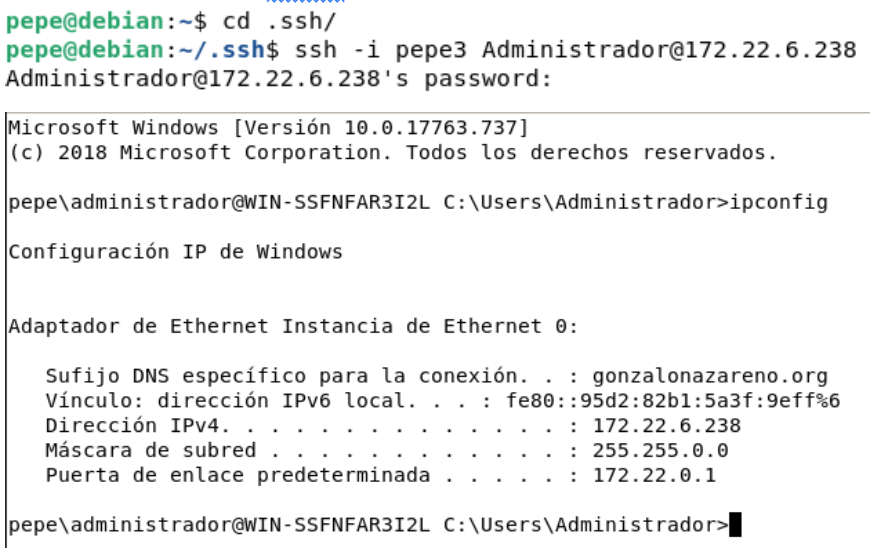 pepe@debian:~$ cd .ssh/
pepe@debian:~/.ssh$ ssh -i pepe3 Administrador@172.22.6.238
Administrador@172.22.6.238's password:
Microsoft Windows [Versión 10.0.17763.737]
(c) 2018 Microsoft Corporation. Todos los derechos reservados.
pepe\administrador@WIN-SSFNFAR3I2L C:\Users\Administrador>ipconfig
Configuración IP de Windows
Adaptador de Ethernet Instancia de Ethernet 0:
Sufijo DNS específico para la conexión. . : gonzalonazareno.org
Vínculo: dirección IPv6 local. . . : fe80::95d2:82b1:5a3f:9eff%6
Dirección IPv4. . . . . . . . . . . . . . : 172.22.6.238
Máscara de subred . . . . . . . . . . . . : 255.255.0.0
Puerta de enlace predeterminada . . . . . : 172.22.0.1
pepe\administrador@WIN-SSFNFAR3I2L C:\Users\Administrador>